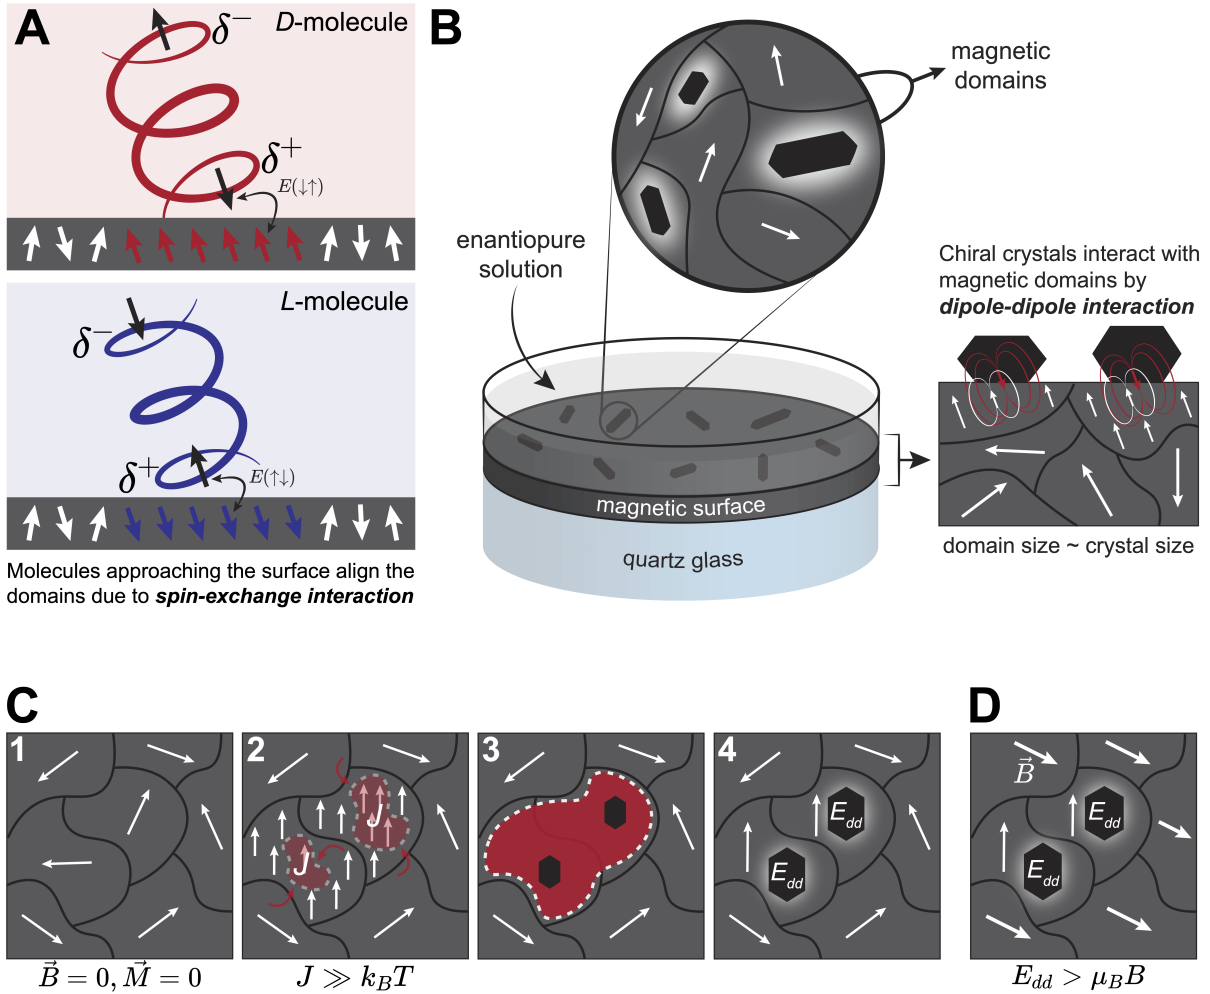 A
D-molecule
δ−
δ+
E(↓↑)
L-molecule
δ−
δ+
E(↑↓)
Molecules approaching the surface align the
domains due to spin-exchange interaction
B
magnetic
domains
enantiopure
solution
magnetic surface
quartz glass
Chiral crystals interact with
magnetic domains by
dipole-dipole interaction
domain size ~ crystal size
C
1
B⃗ = 0, M⃗ = 0
2
J
J
J ≫ k_BT
3
4
E_dd
E_dd
D
B⃗
E_dd
E_dd
E_dd > μ_BB